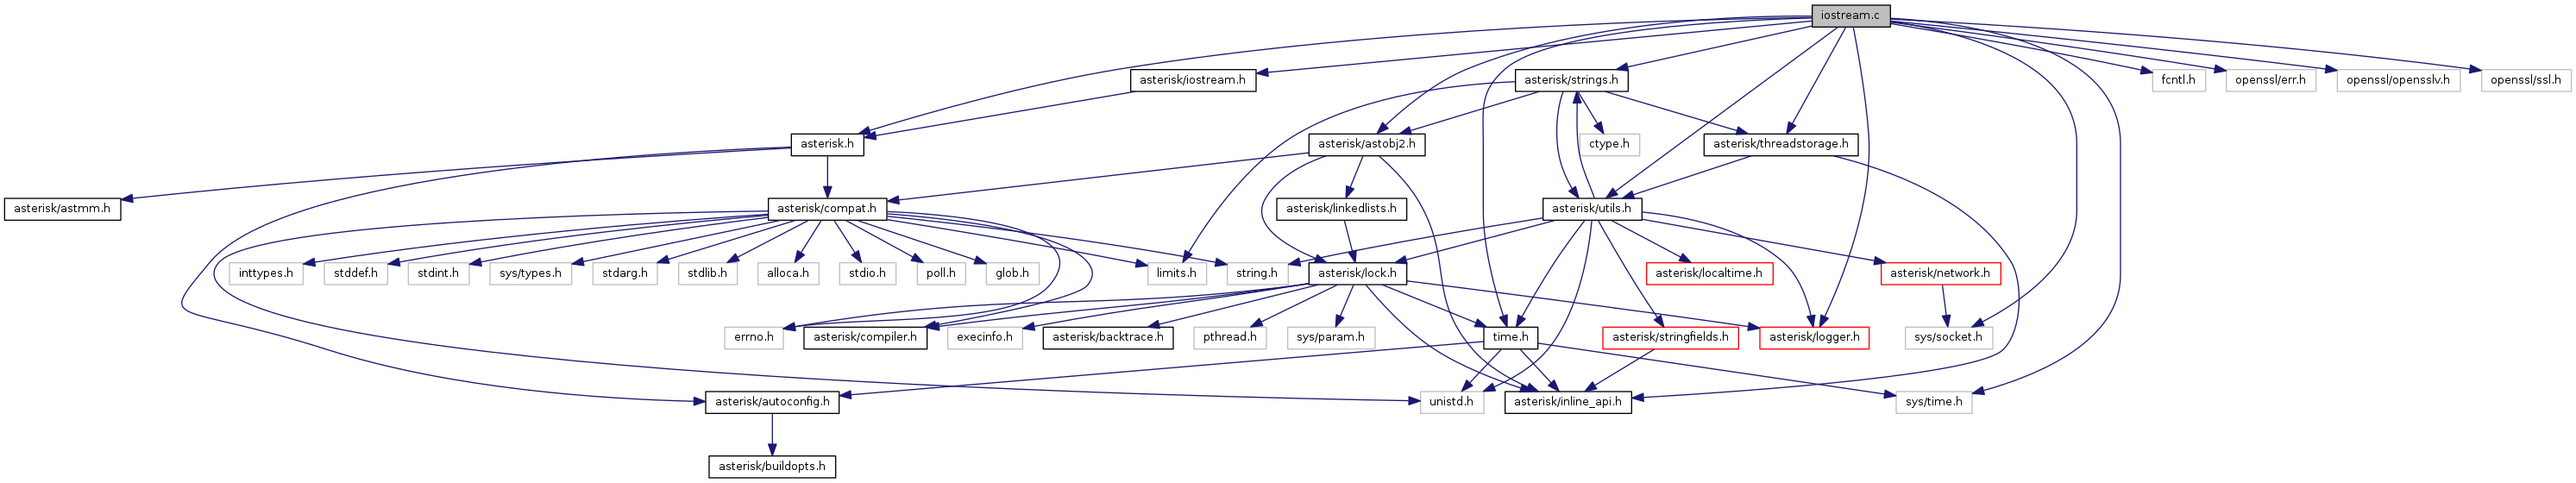 iostream.c
asterisk/iostream.h
asterisk/strings.h
fcntl.h
openssl/err.h
openssl/opensslv.h
openssl/ssl.h
asterisk.h
asterisk/astobj2.h
ctype.h
asterisk/threadstorage.h
asterisk/astmm.h
asterisk/compat.h
asterisk/linkedlists.h
asterisk/utils.h
inttypes.h
stddef.h
stdint.h
sys/types.h
stdarg.h
stdlib.h
alloca.h
stdio.h
poll.h
glob.h
limits.h
string.h
asterisk/lock.h
asterisk/localtime.h
asterisk/network.h
errno.h
asterisk/compiler.h
execinfo.h
asterisk/backtrace.h
pthread.h
sys/param.h
time.h
asterisk/stringfields.h
asterisk/logger.h
sys/socket.h
asterisk/autoconfig.h
unistd.h
asterisk/inline_api.h
sys/time.h
asterisk/buildopts.h